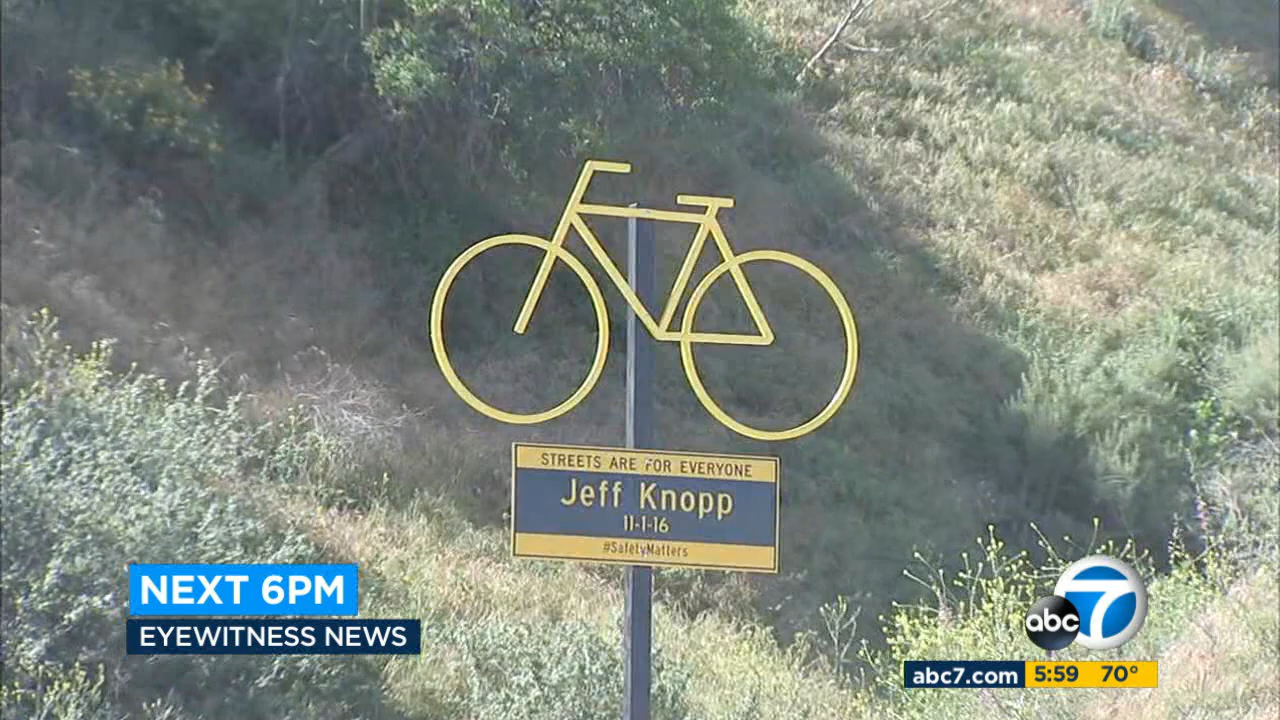 STREETS ARE FOR EVERYONE
Jeff Knopp
11-1-16
#SafetyMatters
NEXT 6PM
EYEWITNESS NEWS
abc 7
abc7.com 5:59 70°